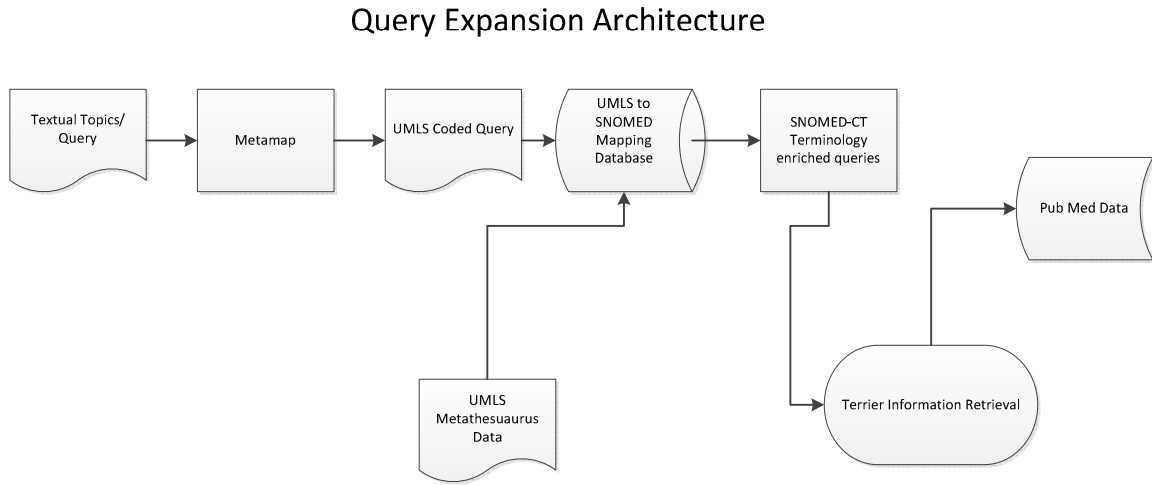 Query Expansion Architecture
Textual Topics/
Query
Metamap
UMLS Coded Query
UMLS to
SNOMED
Mapping
Database
SNOMED-CT
Terminology
enriched queries
Pub Med Data
UMLS
Metathesuaurus
Data
Terrier Information Retrieval